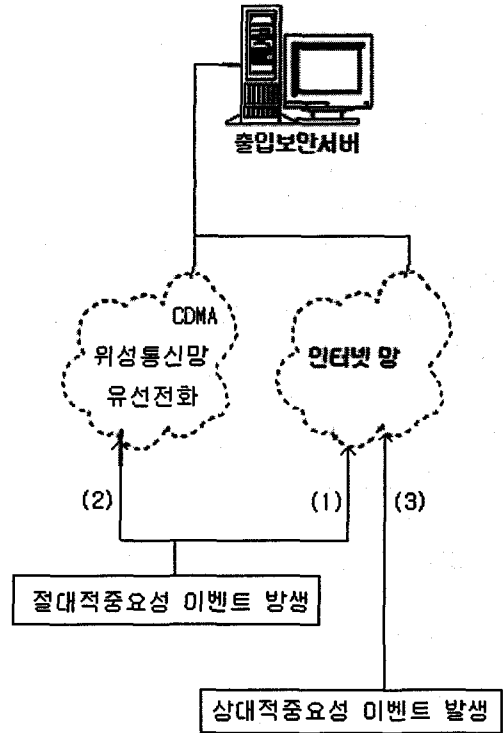 출입보안서버
CDMA
위성통신망
유선전화
인터넷 망
(2)
(1)
(3)
절대적중요성 이벤트 발생
상대적중요성 이벤트 발생